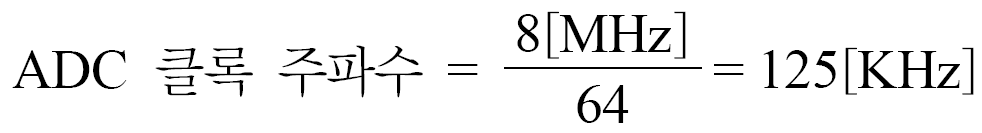 ADC 클록 주파수 = 8[MHz]/64 = 125[KHz]